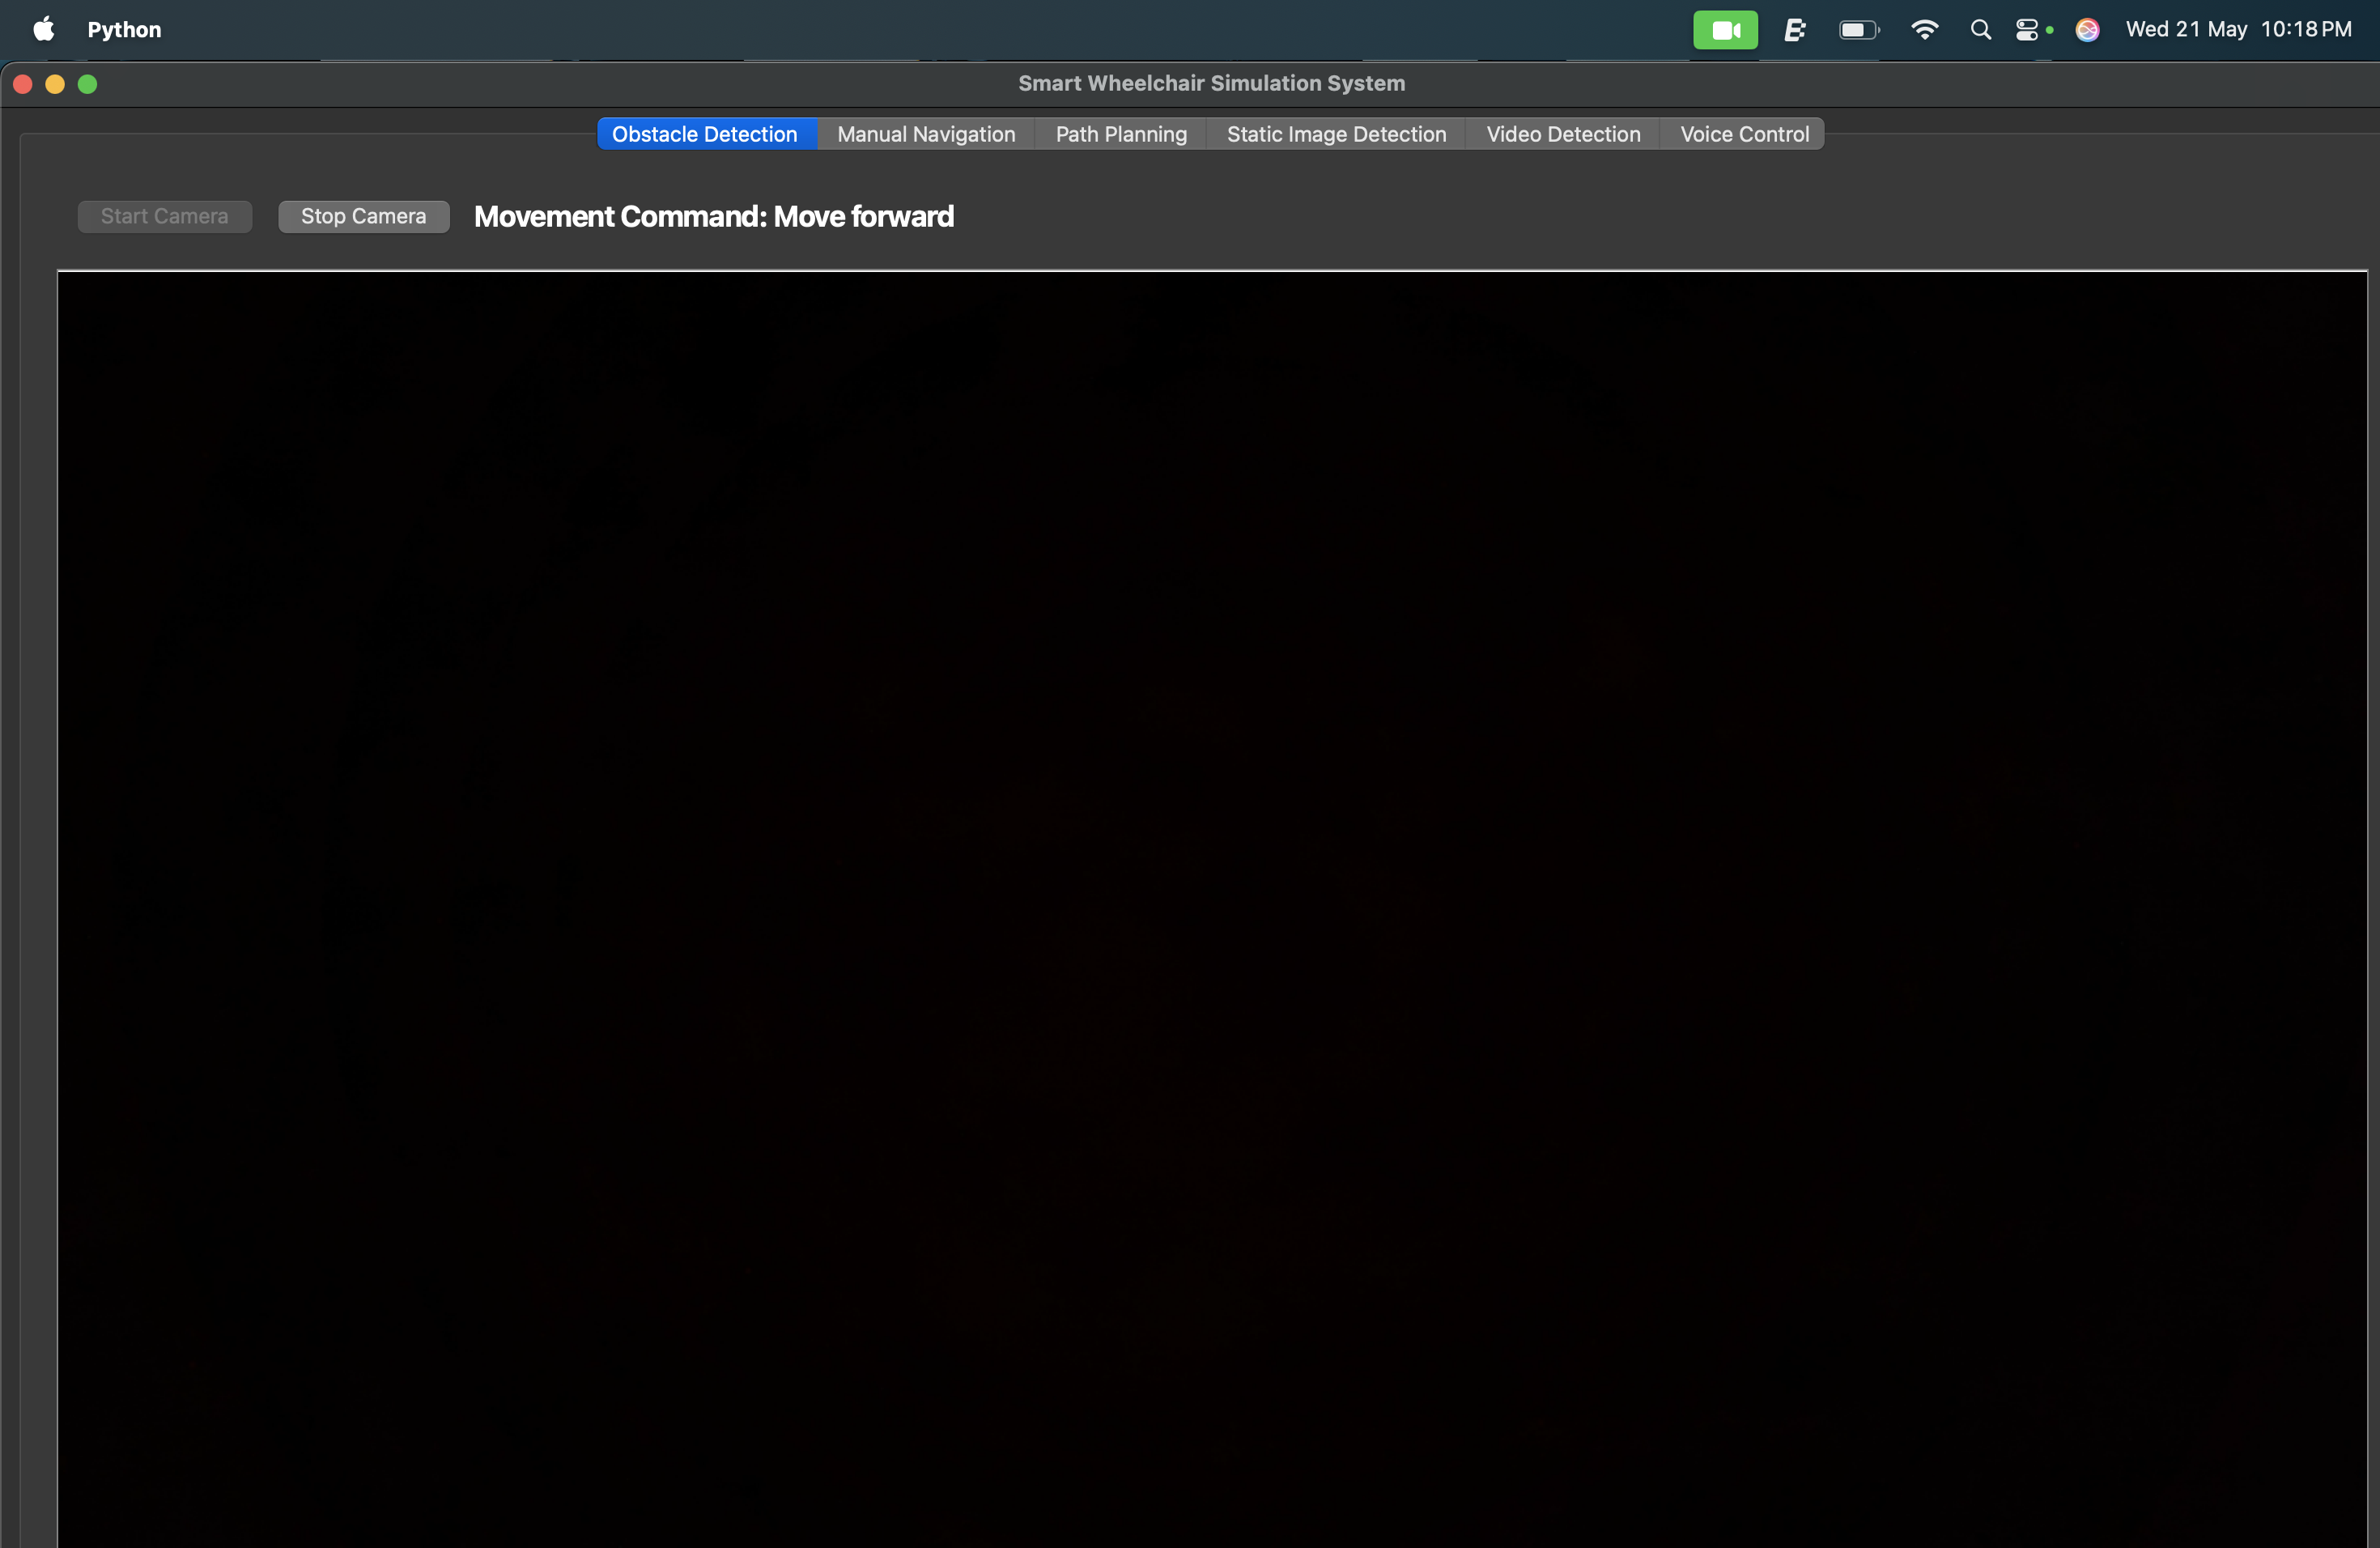 Python
Wed 21 May 10:18 PM
Smart Wheelchair Simulation System
Obstacle Detection Manual Navigation Path Planning Static Image Detection Video Detection Voice Control
Start Camera Stop Camera Movement Command: Move forward